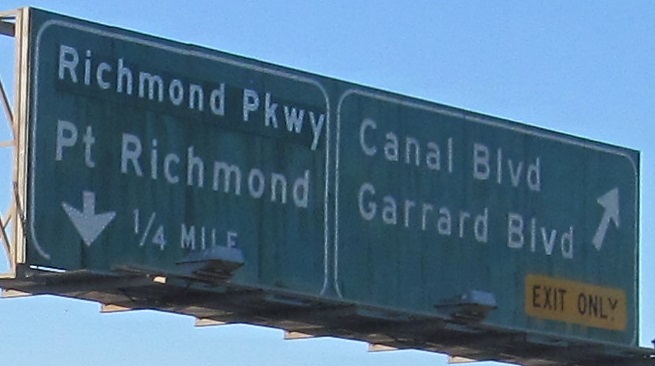 Richmond Pkwy
Pt Richmond
1/4 MILE
Canal Blvd
Garrard Blvd
EXIT ONLY